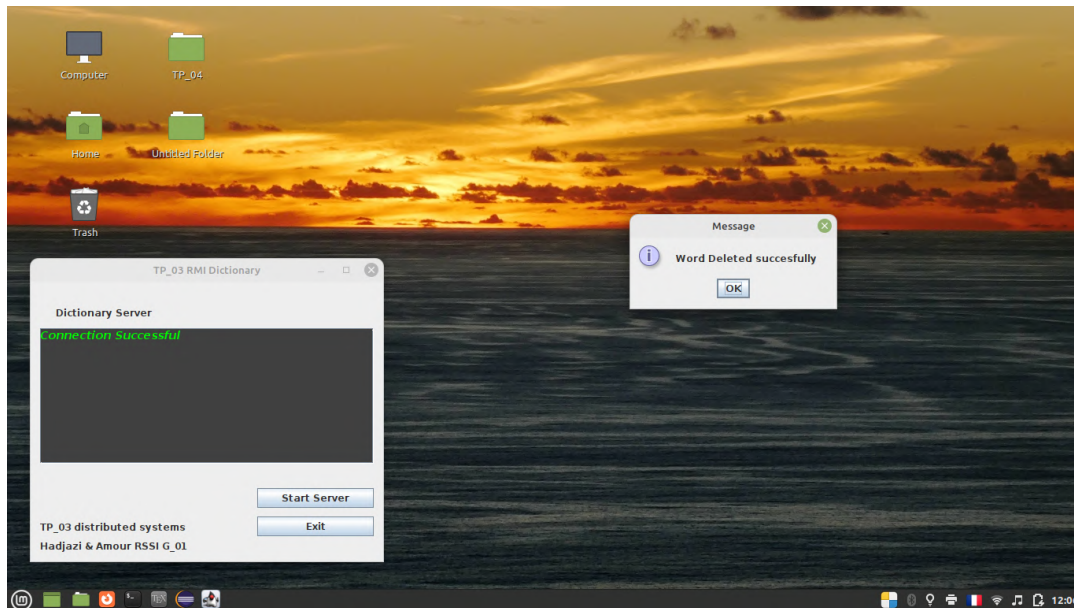 Computer
TP_04
Home
Untitled Folder
Trash
Message
Word Deleted succesfully
OK
TP_03 RMI Dictionary
Dictionary Server
Connection Successful
Start Server
TP_03 distributed systems
Exit
Hadjazi & Amour RSSI G_01